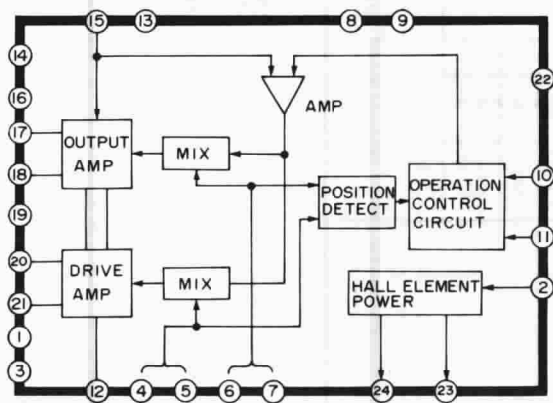 15 13 8 9
14
22
AMP
16
17
OUTPUT
AMP
MIX
18
POSITION
DETECT
OPERATION
CONTROL
CIRCUIT
10
11
19
20
DRIVE
AMP
MIX
HALL ELEMENT
POWER
2
21
1
3
12 4 5 6 7 24 23